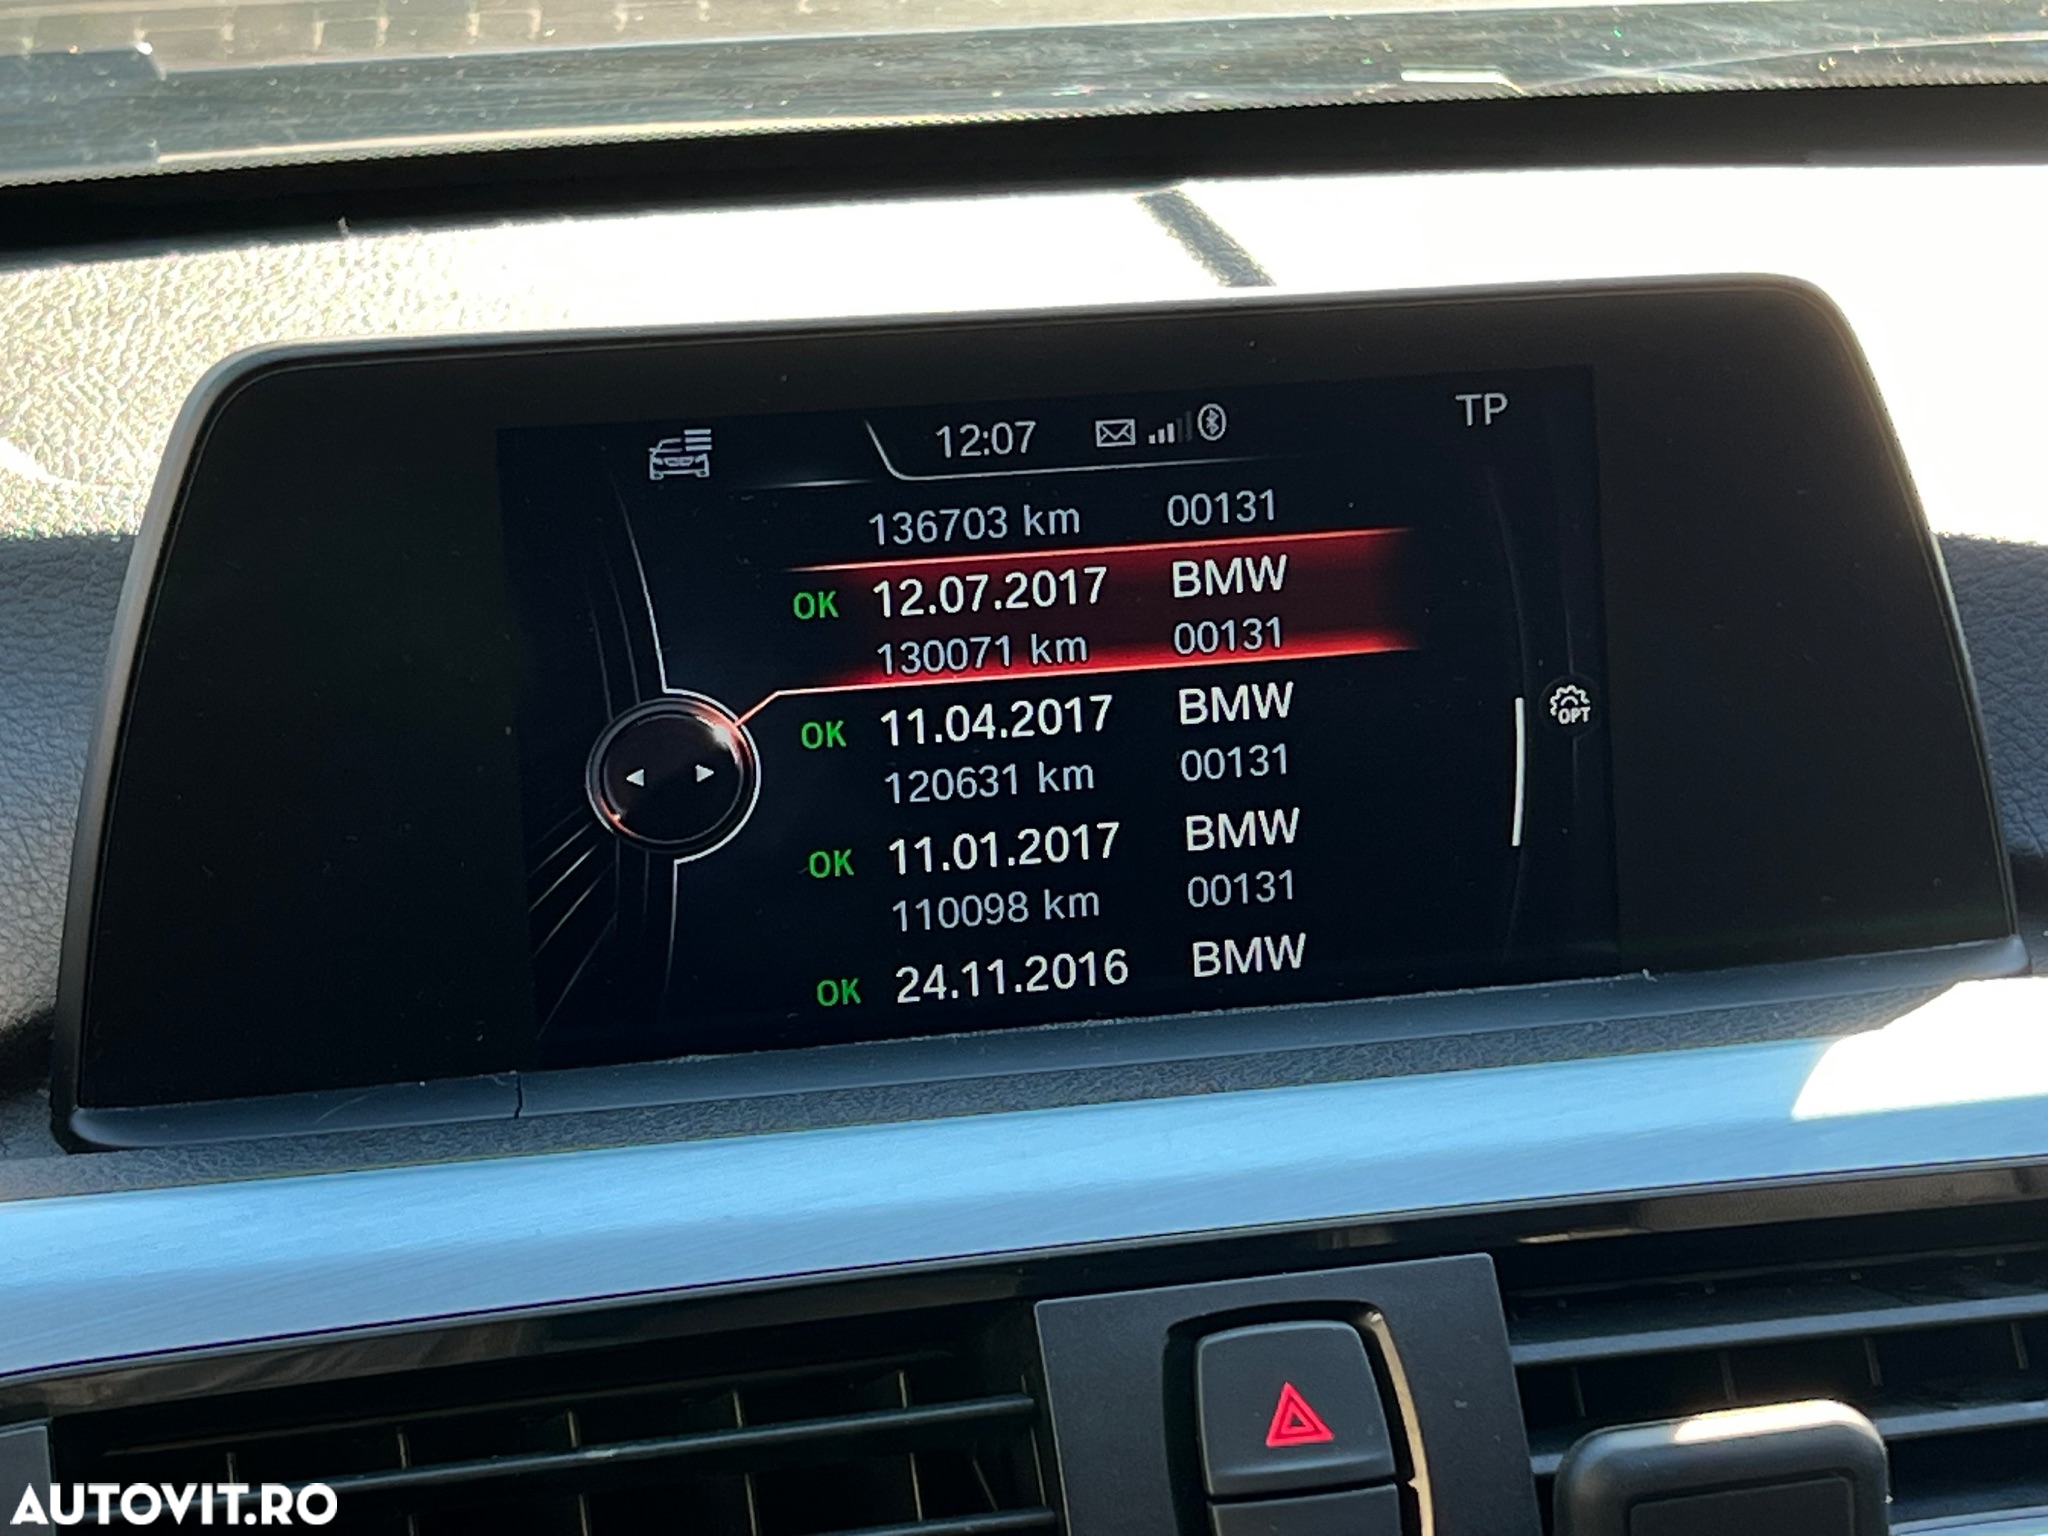 12:07
TP
136703 km 00131
OK 12.07.2017 BMW
130071 km 00131
OK 11.04.2017 BMW
120631 km 00131
OK 11.01.2017 BMW
110098 km 00131
OK 24.11.2016 BMW
OPT
AUTOVIT.RO